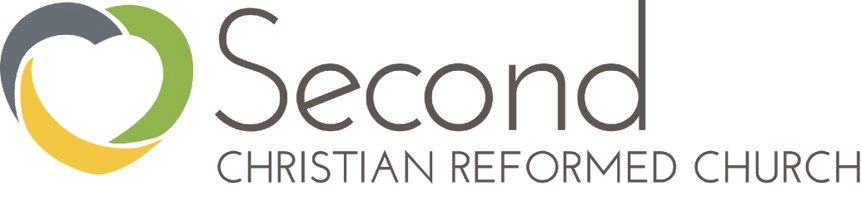 Second
CHRISTIAN REFORMED CHURCH